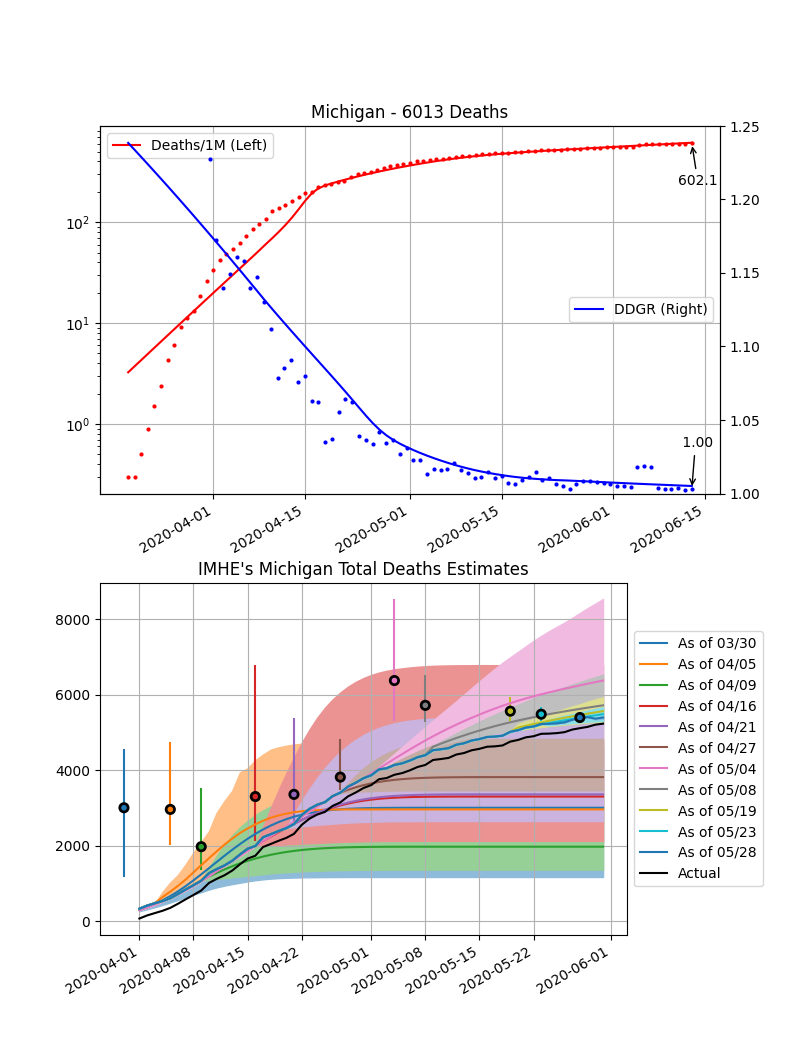 Michigan - 6013 Deaths
Deaths/1M (Left)
DDGR (Right)
602.1
1.00
10²
10¹
10⁰
1.25
1.20
1.15
1.10
1.05
1.00
2020-04-01
2020-04-15
2020-05-01
2020-05-15
2020-06-01
2020-06-15
IMHE's Michigan Total Deaths Estimates
8000
6000
4000
2000
0
2020-04-01
2020-04-08
2020-04-15
2020-04-22
2020-05-01
2020-05-08
2020-05-15
2020-05-22
2020-06-01
As of 03/30
As of 04/05
As of 04/09
As of 04/16
As of 04/21
As of 04/27
As of 05/04
As of 05/08
As of 05/19
As of 05/23
As of 05/28
Actual